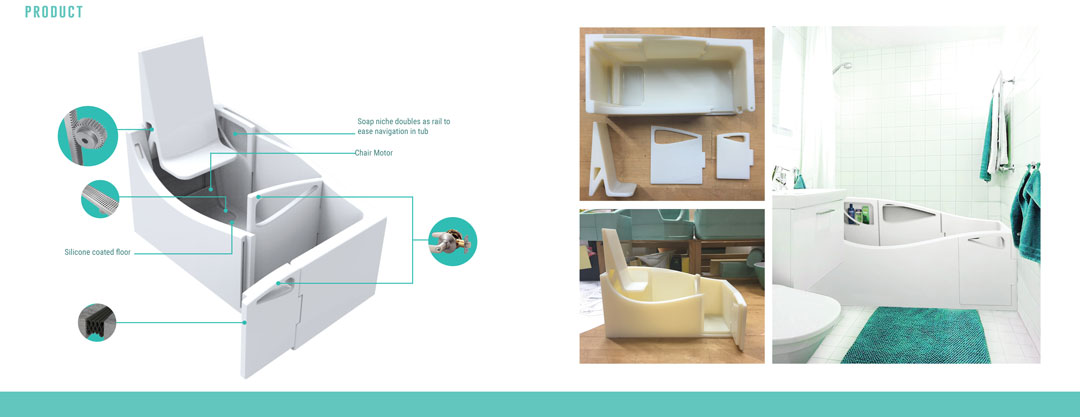 PRODUCT
Soap niche doubles as rail to
ease navigation in tub
Chair Motor
Silicone coated floor